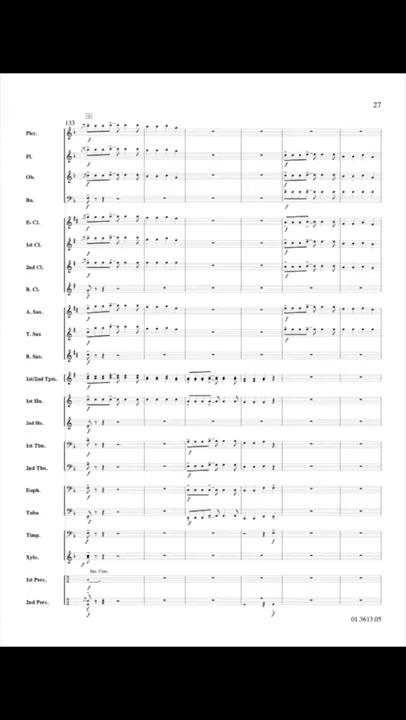 27
133
Picc.
Fl.
Ob.
Bn.
E♭ Cl.
1st Cl.
2nd Cl.
B. Cl.
A. Sax.
T. Sax
B. Sax.
1st/2nd Tpts.
1st Hn.
2nd Hn.
1st Tbn.
2nd Tbn.
Euph.
Tuba
Timp.
Xylo.
Sus. Cym.
1st Perc.
2nd Perc.
01.3613.05